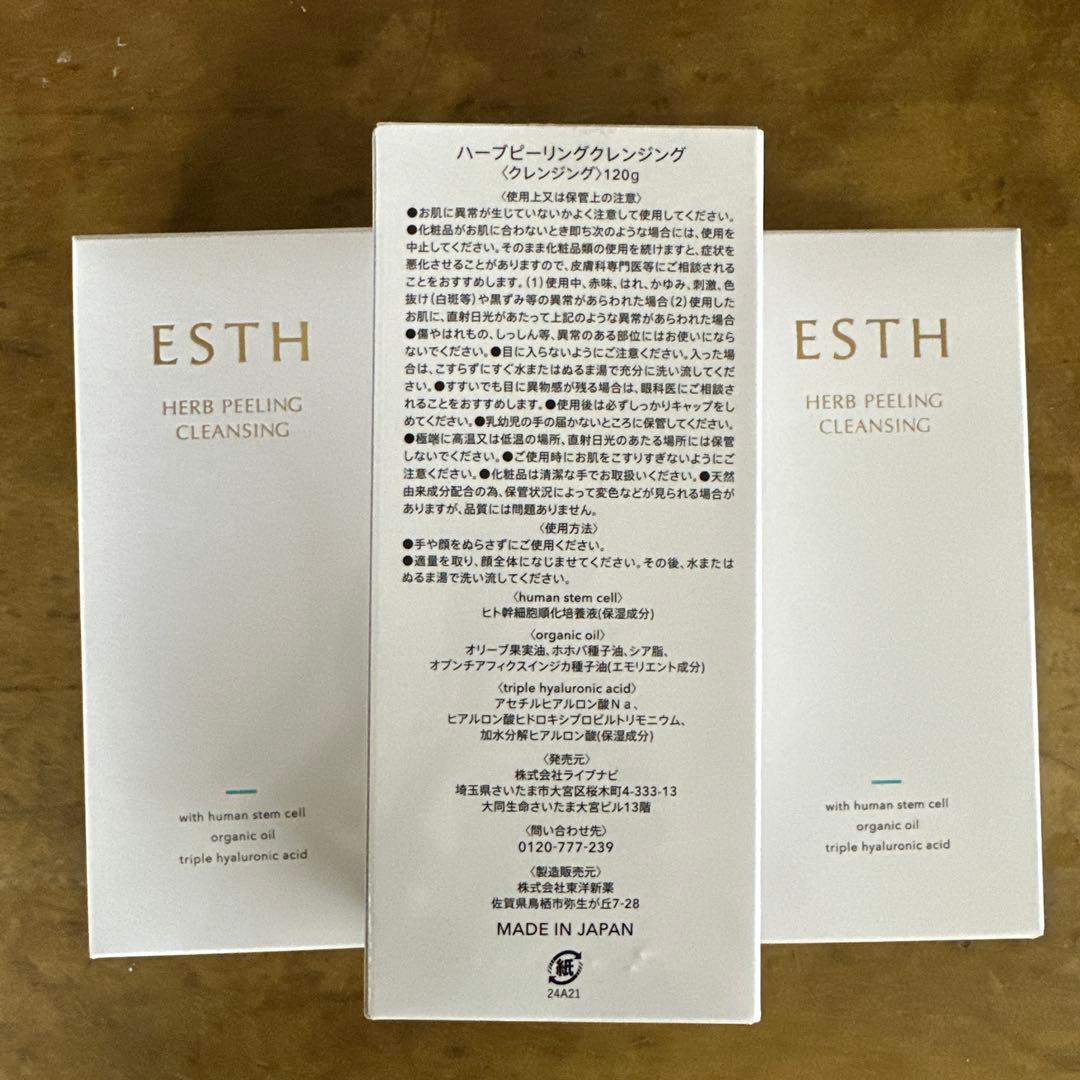 ESTH
HERB PEELING
CLEANSING
with human stem cell
organic oil
triple hyaluronic acid
ハーブピーリングクレンジング
〈クレンジング〉120g
〈使用上又は保管上の注意〉
●お肌に異常が生じていないかよく注意して使用してください。
●化粧品がお肌に合わないとき即ち次のような場合には、使用を
中止してください。そのまま化粧品類の使用を続けますと、症状を
悪化させることがありますので、皮膚科専門医等にご相談される
ことをおすすめします。(1)使用中、赤味、はれ、かゆみ、刺激、色
抜け(白斑等)や黒ずみ等の異常があらわれた場合(2)使用した
お肌に、直射日光があたって上記のような異常があらわれた場合
●傷やはれもの、しっしん等、異常のある部位にはお使いになら
ないでください。●目に入らないようにご注意ください。入った場
合は、こすらずにすぐ水またはぬるま湯で充分に洗い流してくだ
さい。●すすいでも目に異物感が残る場合は、眼科医にご相談さ
れることをおすすめします。●使用後は必ずしっかりキャップをし
めてください。●乳幼児の手の届かないところに保管してください。
●極端に高温又は低温の場所、直射日光のあたる場所には保管
しないでください。●ご使用時にお肌をこすりすぎないようにご
注意ください。●化粧品は清潔な手でお取扱いください。●天然
由来成分配合の為、保管状況によって変色などが見られる場合が
ありますが、品質には問題ありません。
〈使用方法〉
●手や顔をぬらさずにご使用ください。
●適量を取り、顔全体になじませてください。その後、水または
ぬるま湯で洗い流してください。
〈human stem cell〉
ヒト幹細胞順化培養液(保湿成分)
〈organic oil〉
オリーブ果実油、ホホバ種子油、シア脂、
オプンチアフィクスインジカ種子油(エモリエント成分)
〈triple hyaluronic acid〉
アセチルヒアルロン酸Na、
ヒアルロン酸ヒドロキシプロピルトリモニウム、
加水分解ヒアルロン酸(保湿成分)
〈発売元〉
株式会社ライブナビ
埼玉県さいたま市大宮区桜木町4-333-13
大同生命さいたま大宮ビル13階
〈問い合わせ先〉
0120-777-239
〈製造販売元〉
株式会社東洋新薬
佐賀県鳥栖市弥生が丘7-28
MADE IN JAPAN
紙
24A21
ESTH
HERB PEELING
CLEANSING
with human stem cell
organic oil
triple hyaluronic acid